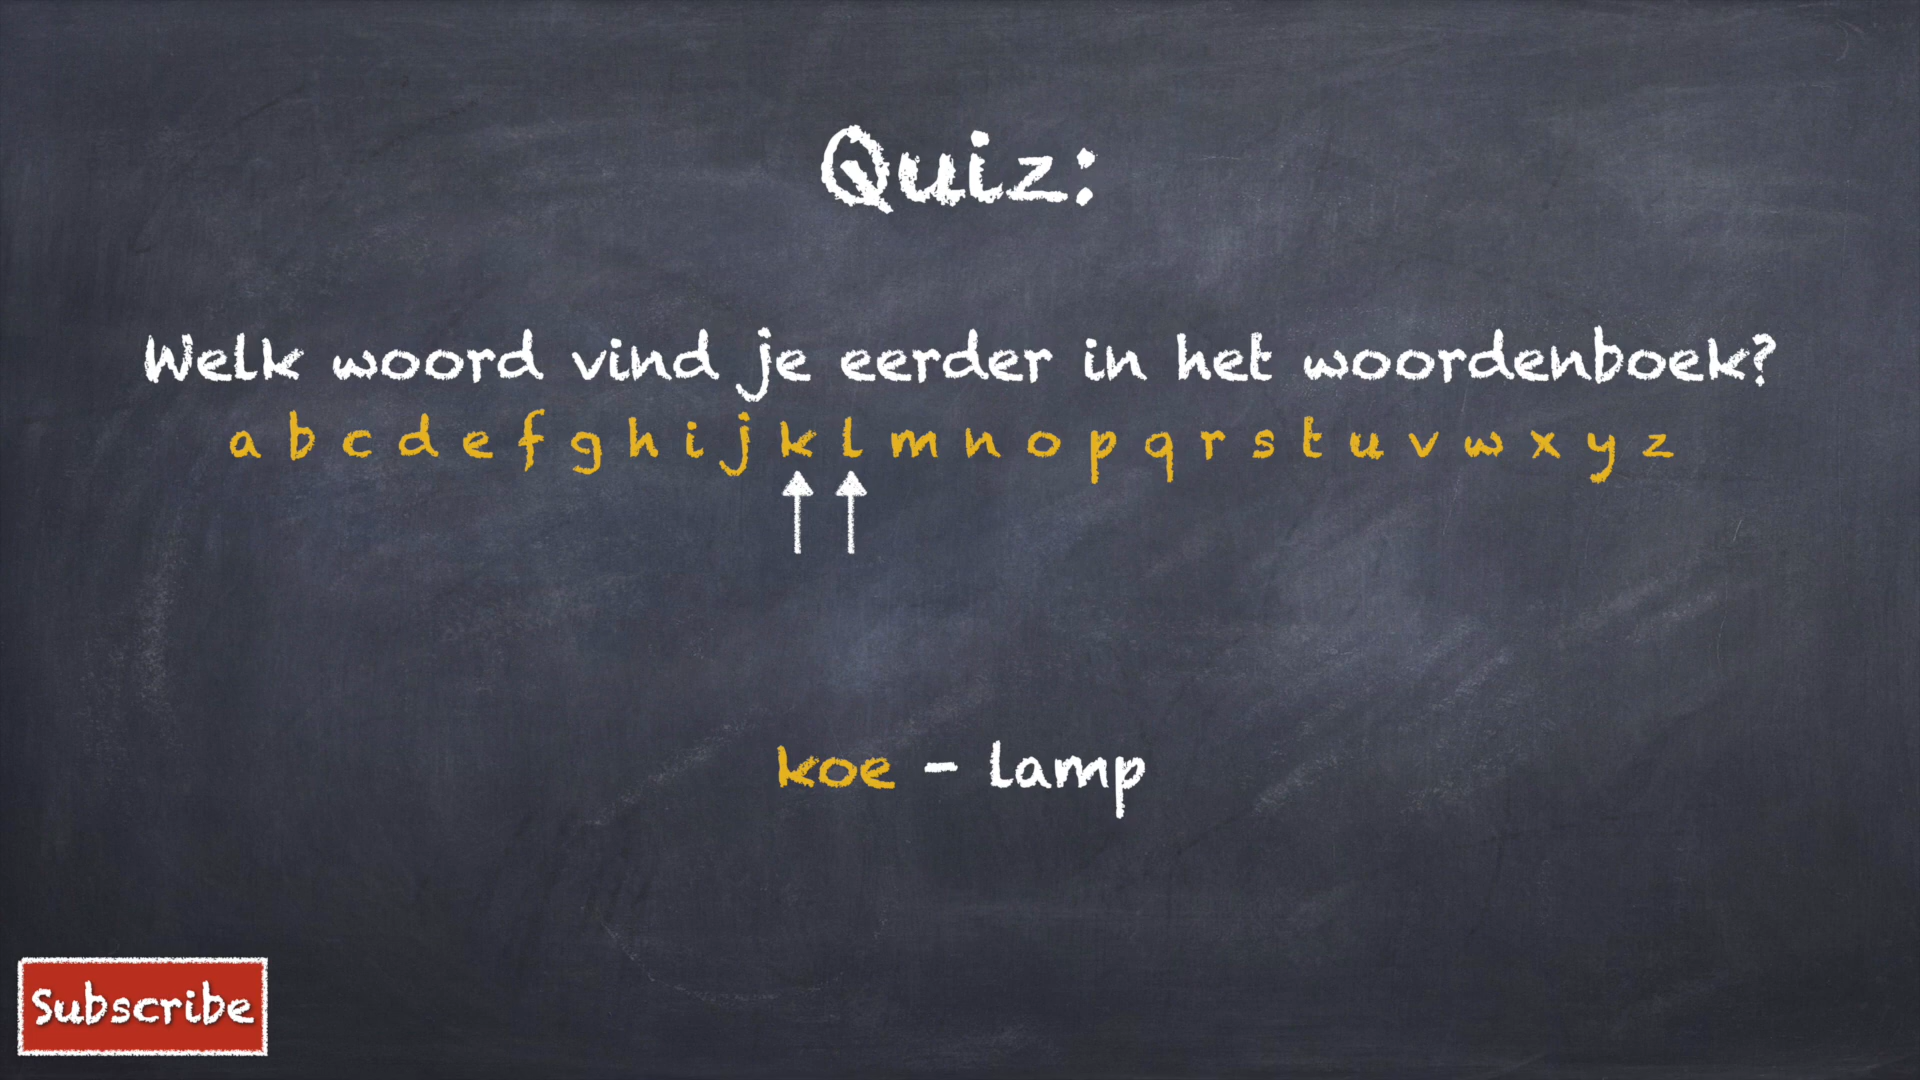 Quiz:
Welk woord vind je eerder in het woordenboek?
a b c d e f g h i j k l m n o p q r s t u v w x y z
koe - lamp
Subscribe